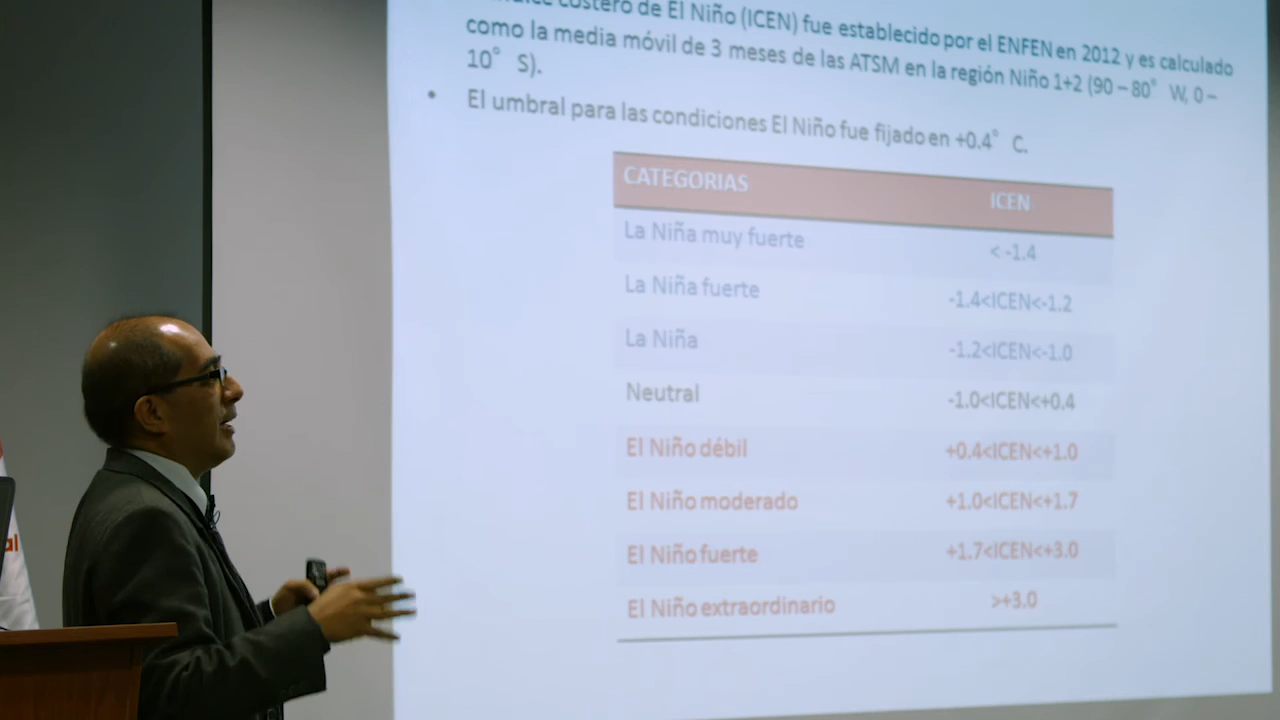 costero de El Niño (ICEN) fue establecido por el ENFEN en 2012 y es calculado
como la media móvil de 3 meses de las ATSM en la región Niño 1+2 (90 – 80° W, 0 –
10° S).
• El umbral para las condiciones El Niño fue fijado en +0.4° C.
CATEGORIAS ICEN
La Niña muy fuerte < -1.4
La Niña fuerte -1.4<ICEN<-1.2
La Niña -1.2<ICEN<-1.0
Neutral -1.0<ICEN<+0.4
El Niño débil +0.4<ICEN<+1.0
El Niño moderado +1.0<ICEN<+1.7
El Niño fuerte +1.7<ICEN<+3.0
El Niño extraordinario >+3.0
al